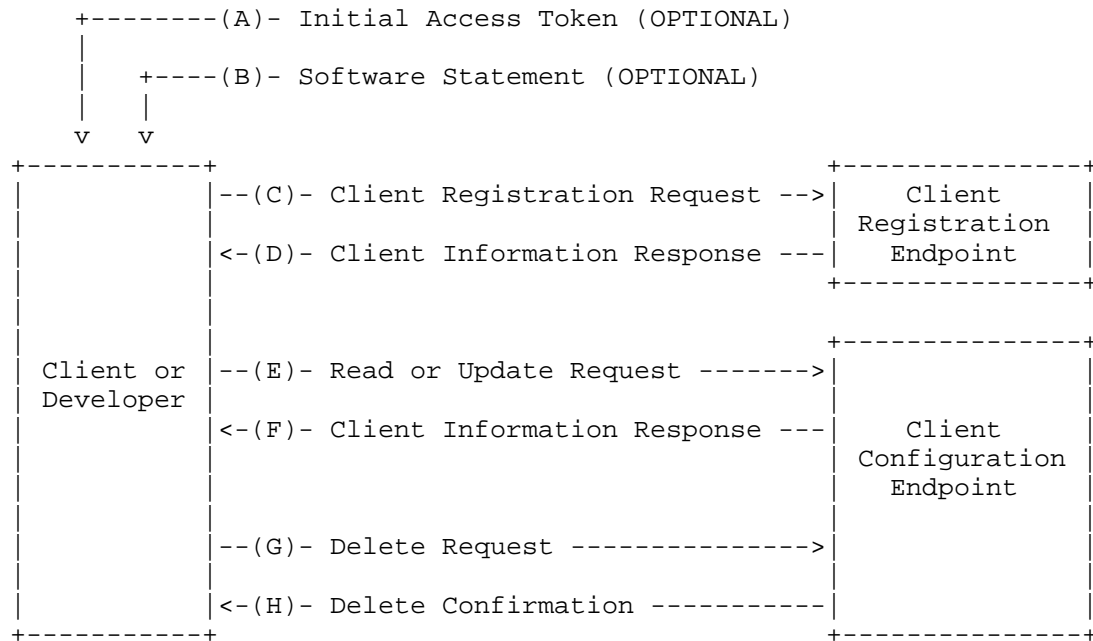 (A)- Initial Access Token (OPTIONAL)
(B)- Software Statement (OPTIONAL)
(C)- Client Registration Request
Client
Registration
(D)- Client Information Response
Endpoint
Client or
(E)- Read or Update Request
Developer
(F)- Client Information Response
Client
Configuration
Endpoint
(G)- Delete Request
(H)- Delete Confirmation